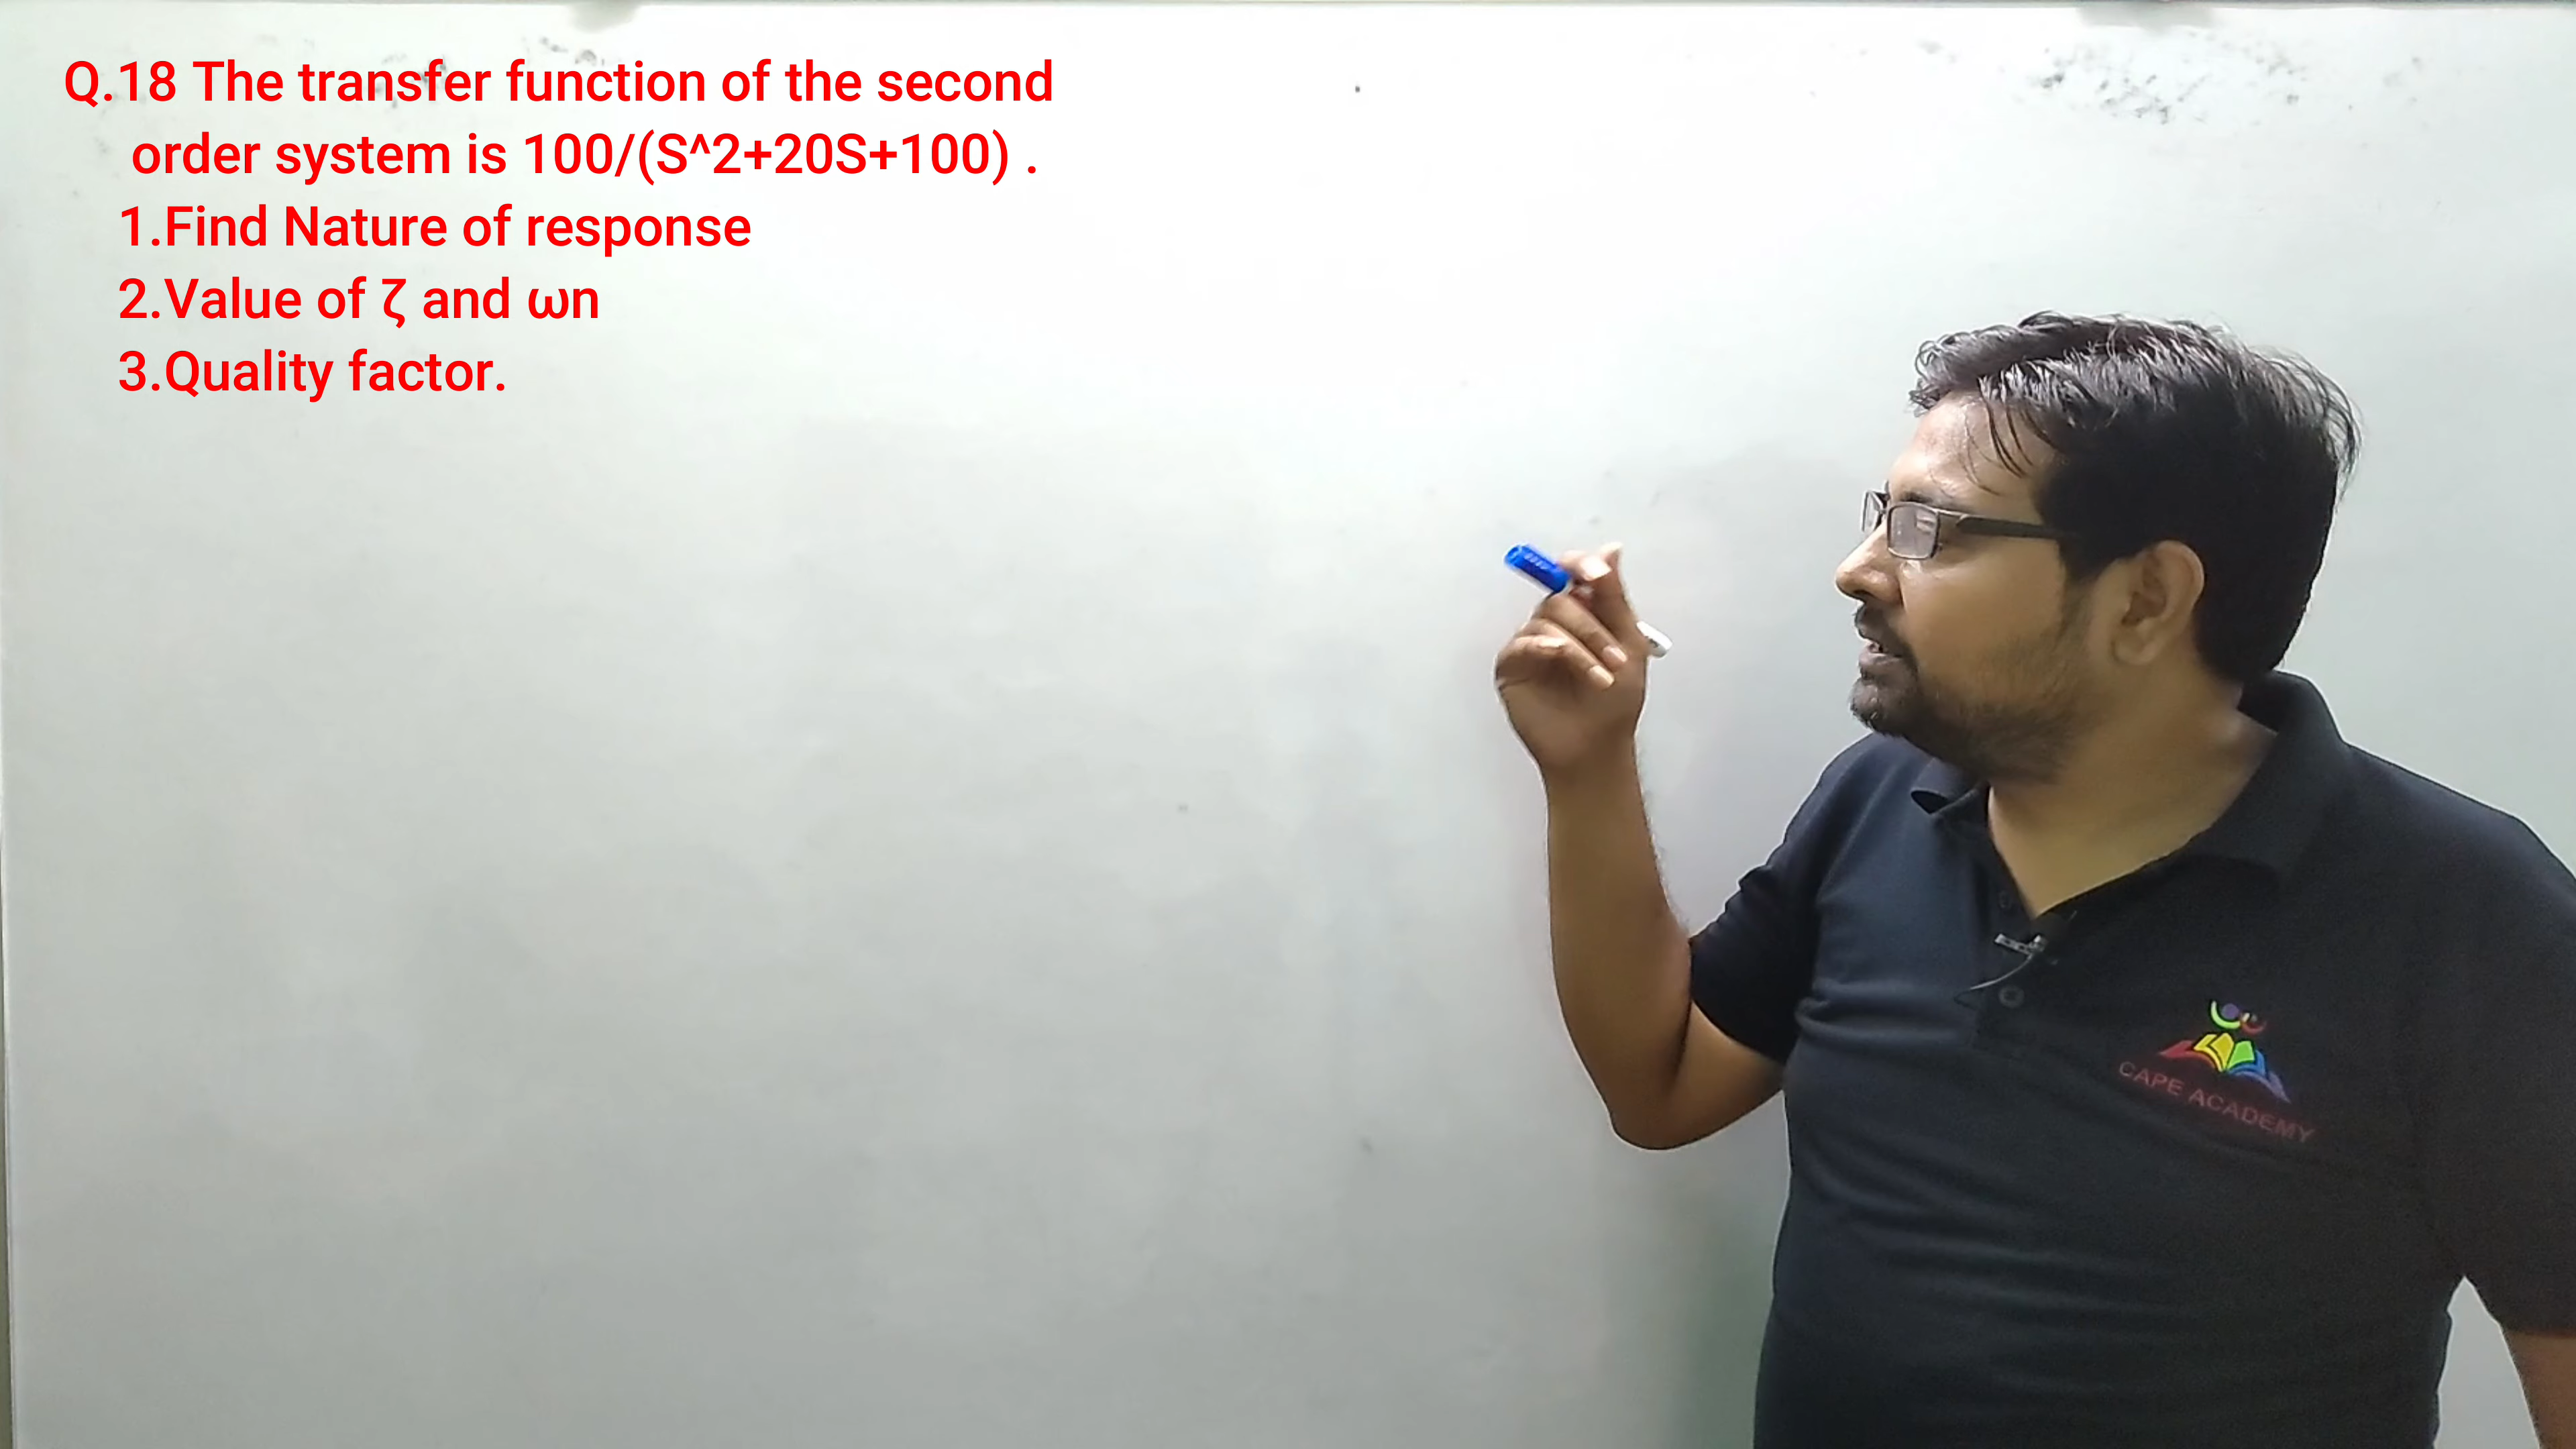 Q.18 The transfer function of the second
order system is 100/(S^2+20S+100) .
1.Find Nature of response
2.Value of ζ and ωn
3.Quality factor.
CAPE ACADEMY